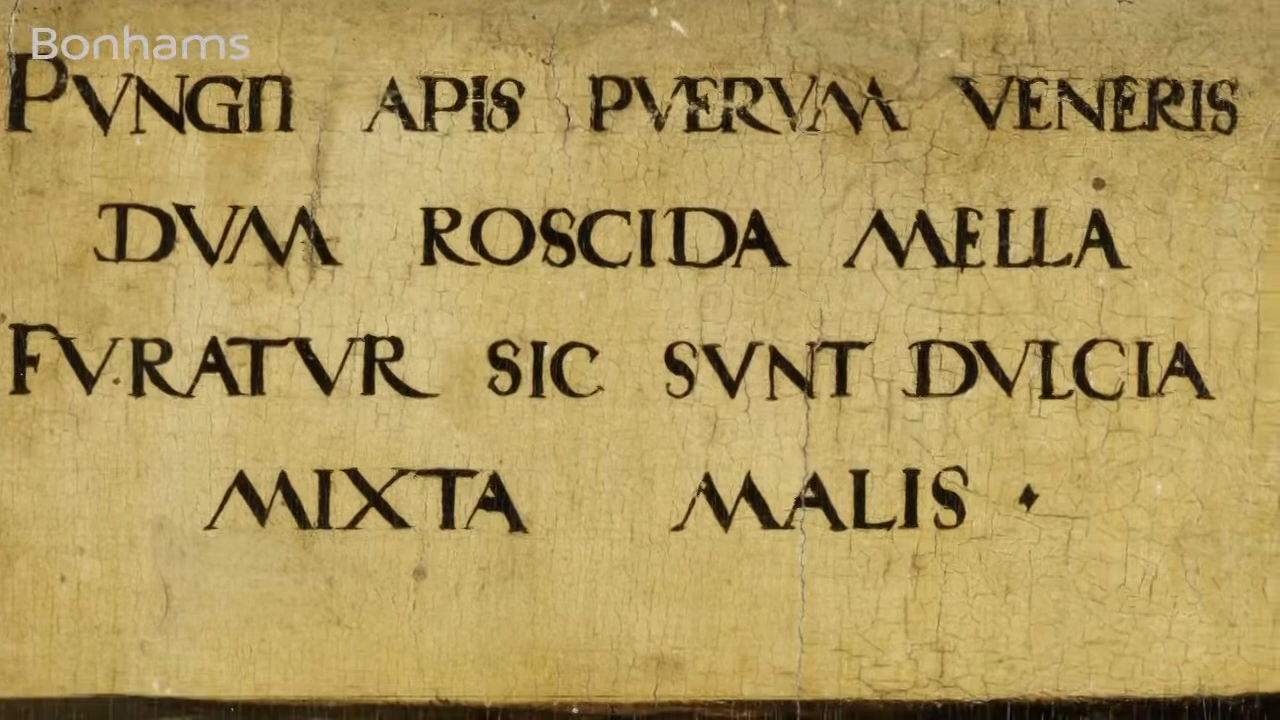 Bonhams
PVNGIT APIS PVERVM VENERIS
DVM ROSCIDA MELLA
FVRATVR SIC SVNT DVLCIA
MIXTA MALIS